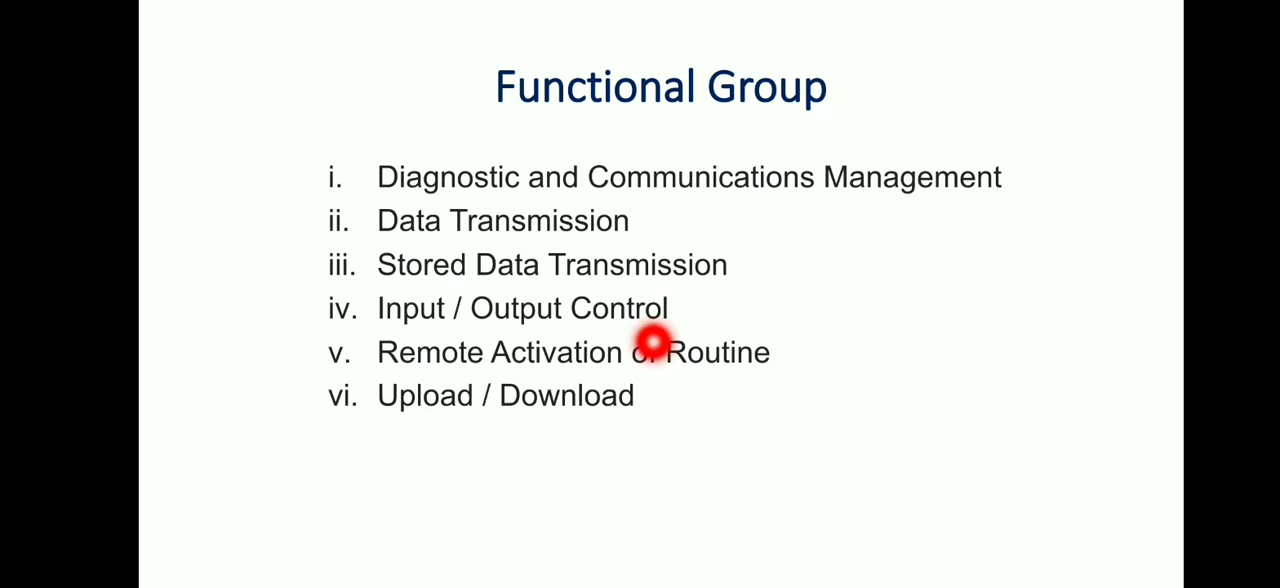 Functional Group
i. Diagnostic and Communications Management
ii. Data Transmission
iii. Stored Data Transmission
iv. Input / Output Control
v. Remote Activation of Routine
vi. Upload / Download